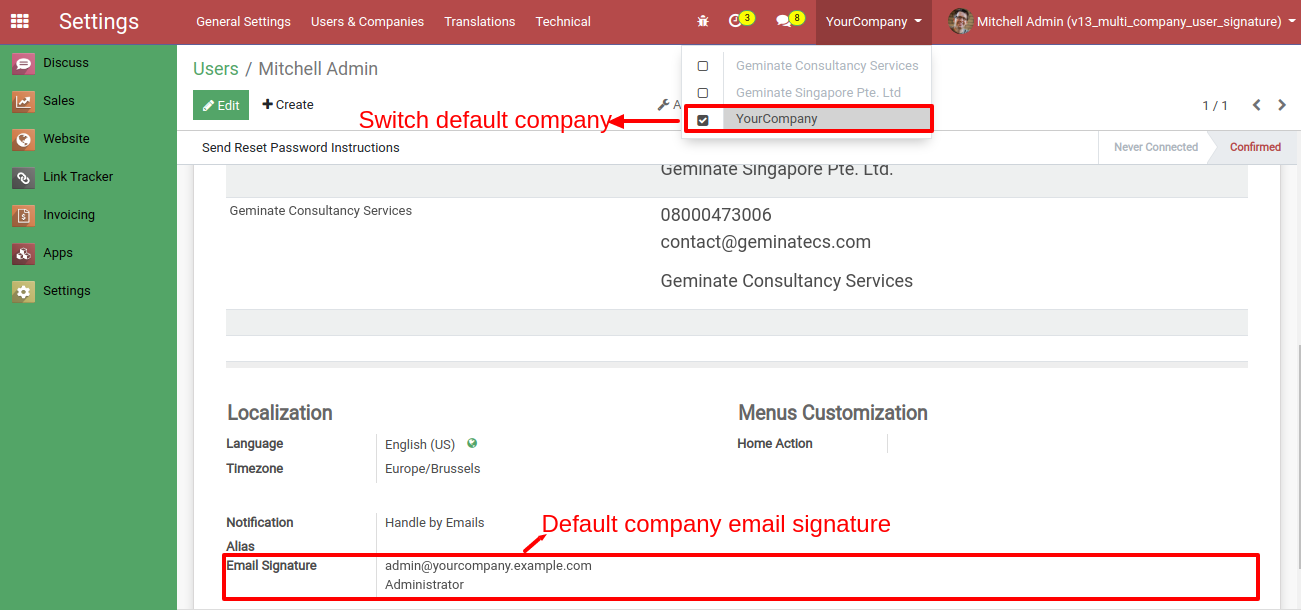 Settings
General Settings
Users & Companies
Translations
Technical
3
8
YourCompany
Mitchell Admin (v13_multi_company_user_signature)
Discuss
Sales
Website
Link Tracker
Invoicing
Apps
Settings
Users / Mitchell Admin
Edit
Create
A
1 / 1
Geminate Consultancy Services
Geminate Singapore Pte. Ltd
YourCompany
Switch default company
Send Reset Password Instructions
Never Connected
Confirmed
Geminate Singapore Pte. Ltd.
Geminate Consultancy Services
08000473006
contact@geminatecs.com
Geminate Consultancy Services
Localization
Language
English (US)
Timezone
Europe/Brussels
Menus Customization
Home Action
Notification
Handle by Emails
Default company email signature
Alias
Email Signature
admin@yourcompany.example.com
Administrator